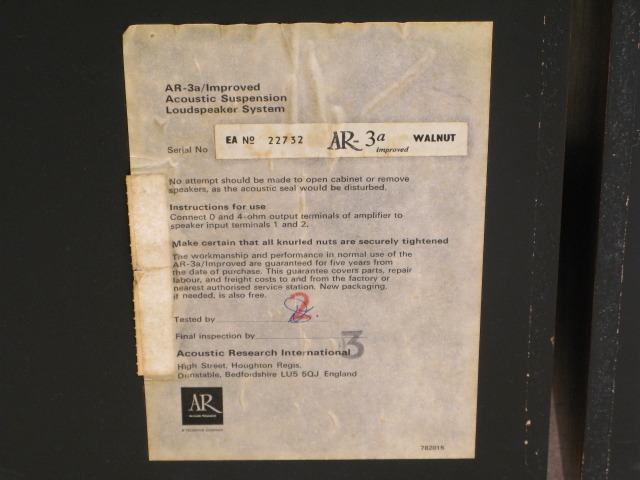 AR-3a/Improved
Acoustic Suspension
Loudspeaker System
Serial No EA Nº 22732 AR-3a improved WALNUT
No attempt should be made to open cabinet or remove
speakers, as the acoustic seal would be disturbed.
Instructions for use
Connect 0 and 4-ohm output terminals of amplifier to
speaker input terminals 1 and 2.
Make certain that all knurled nuts are securely tightened
The workmanship and performance in normal use of the
AR-3a/Improved are guaranteed for five years from
the date of purchase. This guarantee covers parts, repair
labour, and freight costs to and from the factory or
nearest authorised service station. New packaging,
if needed, is also free.
Tested by 2
Final inspection by 3
Acoustic Research International
High Street, Houghton Regis,
Dunstable, Bedfordshire LU5 5QJ England
AR
ACOUSTIC RESEARCH
A TELEDYNE COMPANY
782015